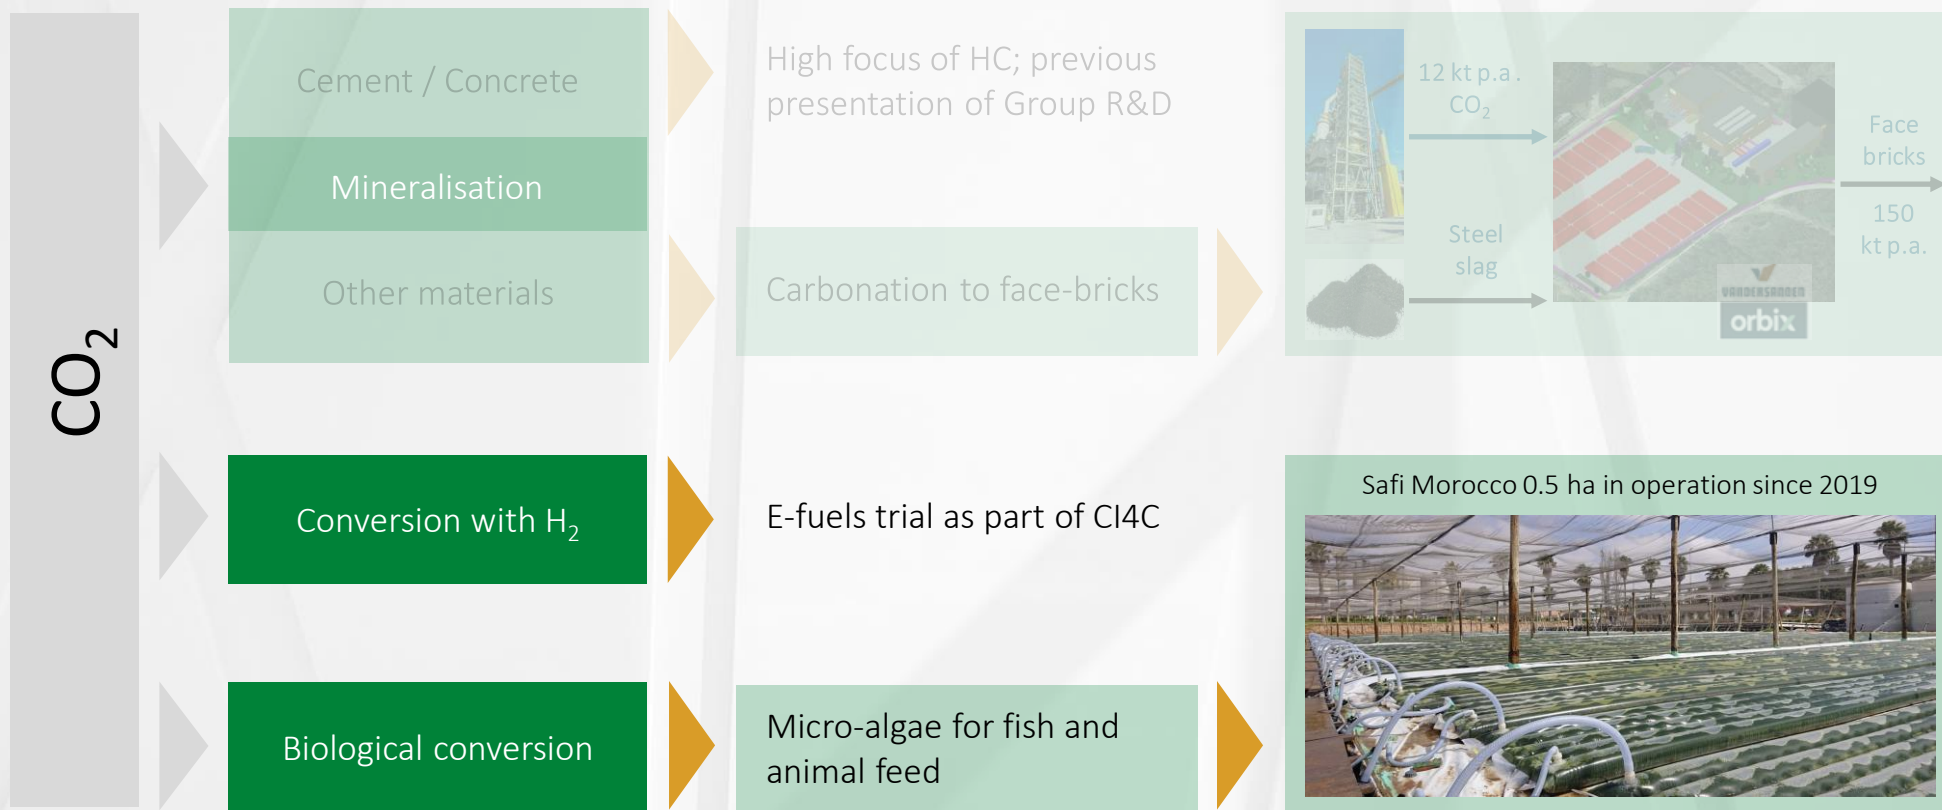 CO₂
Cement / Concrete
Mineralisation
Other materials
High focus of HC; previous
presentation of Group R&D
Carbonation to face-bricks
12 kt p.a.
CO₂
Steel
slag
VANDERSANDEN
orbix
Face
bricks
150
kt p.a.
Conversion with H₂
E-fuels trial as part of CI4C
Biological conversion
Micro-algae for fish and
animal feed
Safi Morocco 0.5 ha in operation since 2019